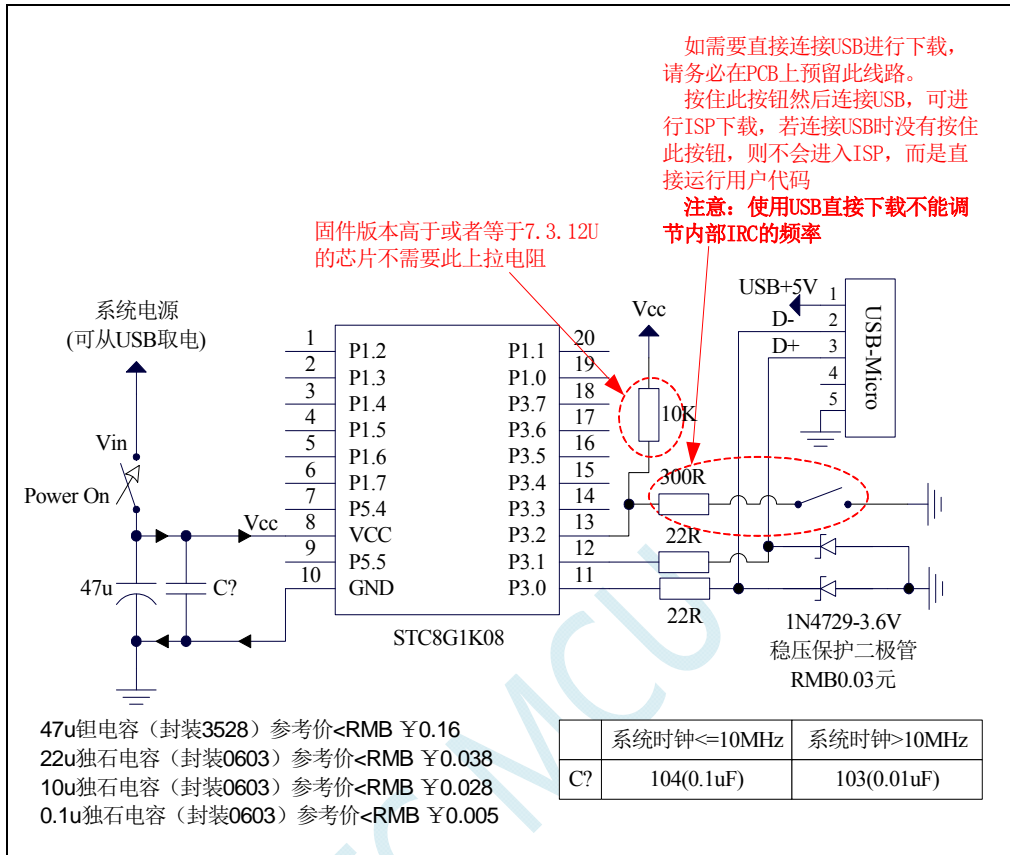 如需要直接连接USB进行下载,
请务必在PCB上预留此线路。
按住此按钮然后连接USB，可进
行ISP下载，若连接USB时没有按住
此按钮，则不会进入ISP，而是直
接运行用户代码
注意：使用USB直接下载不能调
节内部IRC的频率
固件版本高于或者等于7.3.12U
的芯片不需要此上拉电阻
系统电源
(可从USB取电)
Vin
Power On
Vcc
47u
C?
1 P1.2
2 P1.3
3 P1.4
4 P1.5
5 P1.6
6 P1.7
7 P5.4
8 VCC
9 P5.5
10 GND
P1.1 20
P1.0 19
P3.7 18
P3.6 17
P3.5 16
P3.4 15
P3.3 14
P3.2 13
P3.1 12
P3.0 11
STC8G1K08
Vcc
10K
300R
22R
22R
USB+5V
D-
D+
1
2
3
4
5
USB-Micro
1N4729-3.6V
稳压保护二极管
RMB0.03元
47u钽电容（封装3528）参考价<RMB ￥0.16
22u独石电容（封装0603）参考价<RMB ￥0.038
10u独石电容（封装0603）参考价<RMB ￥0.028
0.1u独石电容（封装0603）参考价<RMB ￥0.005
系统时钟<=10MHz 系统时钟>10MHz
C? 104(0.1uF) 103(0.01uF)
TC MCU